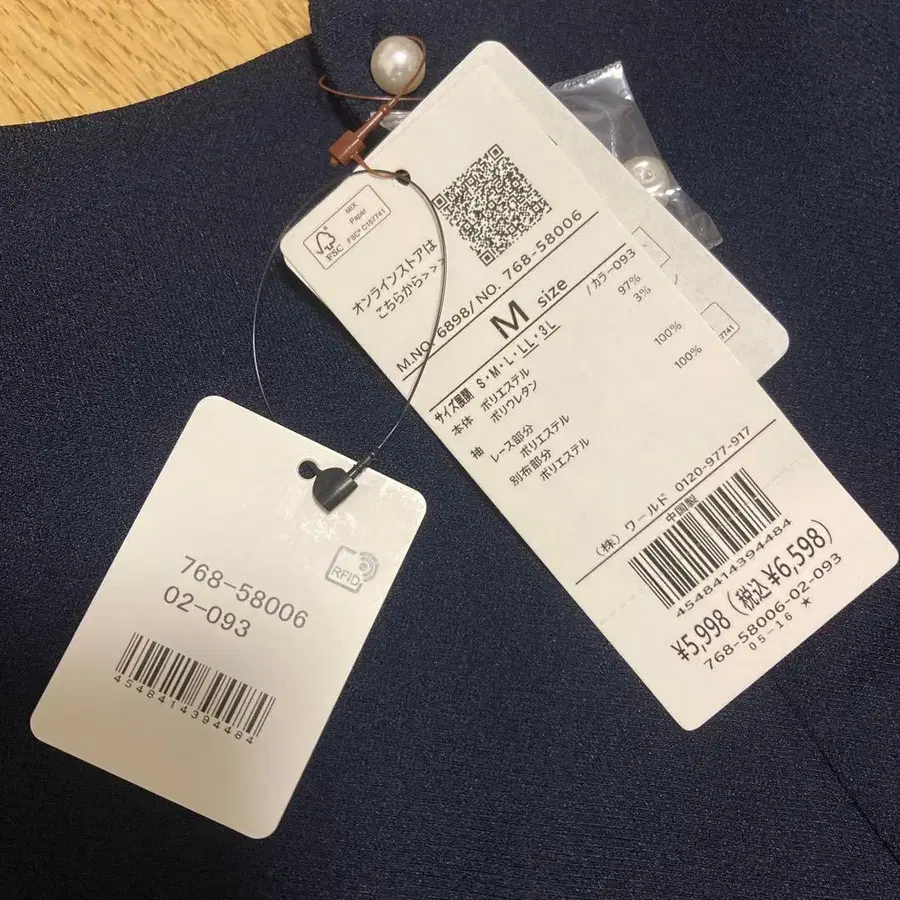 MIX
Paper
FSC® C157741
FSC
オンラインストアは
こちらから>>>
M.NO. 6898/NO. 768-58006
M size /カラー093
サイズ展開 S・M・L・LL・3L
本体 ポリエステル 97%
ポリウレタン 3%
袖 レース部分
ポリエステル 100%
別布部分
ポリエステル 100%
(株) ワールド 0120-977-917
中国製
4548414394484
¥5,998(税込¥6,598)
768-58006-02-093
05-16 ★
RFID
768-58006
02-093
4548414394484
7741